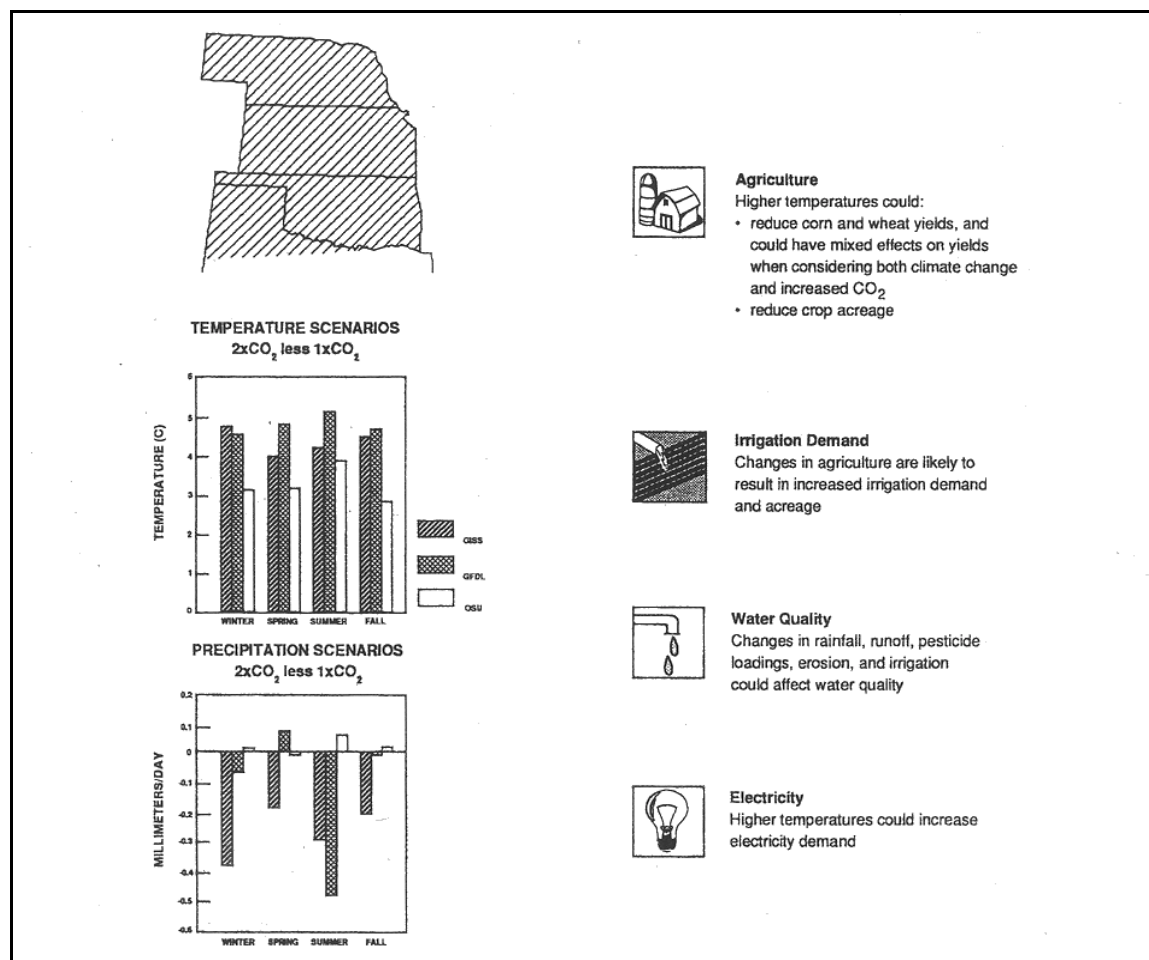 TEMPERATURE SCENARIOS
2xCO₂ less 1xCO₂
TEMPERATURE (C)
6
5
4
3
2
1
0
WINTER SPRING SUMMER FALL
GISS
GFDL
OSU
PRECIPITATION SCENARIOS
2xCO₂ less 1xCO₂
MILLIMETERS/DAY
0.2
0.1
0
-0.1
-0.2
-0.3
-0.4
-0.5
-0.6
WINTER SPRING SUMMER FALL
Agriculture
Higher temperatures could:
• reduce corn and wheat yields, and
could have mixed effects on yields
when considering both climate change
and increased CO₂
• reduce crop acreage
Irrigation Demand
Changes in agriculture are likely to
result in increased irrigation demand
and acreage
Water Quality
Changes in rainfall, runoff, pesticide
loadings, erosion, and irrigation
could affect water quality
Electricity
Higher temperatures could increase
electricity demand